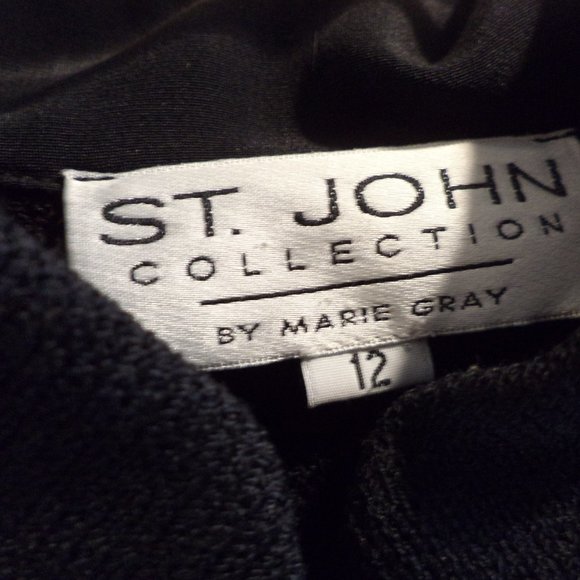 ST. JOHN
COLLECTION
BY MARIE GRAY
12